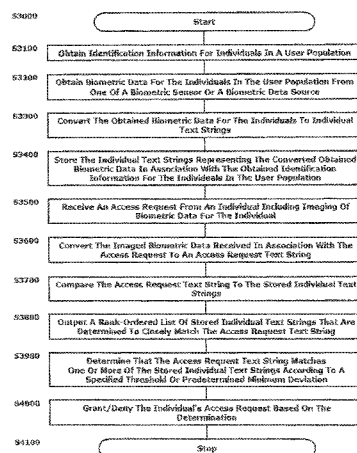 S3000
Start
S3100
Obtain Identification Information For Individuals In A User Population
S3200
Obtain Biometric Data For The Individuals In The User Population From
One Of A Biometric Sensor Or A Biometric Data Source
S3300
Convert The Obtained Biometric Data For The Individuals To Individual
Text Strings
S3400
Store The Individual Text Strings Representing The Converted Obtained
Biometric Data In Association With The Obtained Identification
Information For The Individuals In The User Population
S3500
Receive An Access Request From An Individual Including Imaging Of
Biometric Data For The Individual
S3600
Convert The Imaged Biometric Data Received In Association With The
Access Request To An Access Request Text String
S3700
Compare The Access Request Text String To The Stored Individual Text
Strings
S3800
Output A Rank-Ordered List Of Stored Individual Text Strings That Are
Determined To Closely Match The Access Request Text String
S3900
Determine That The Access Request Text String Matches
One Or More Of The Stored Individual Text Strings According To A
Specified Threshold Or Predetermined Minimum Deviation
S4000
Grant/Deny The Individual's Access Request Based On The
Determination
S4100
Stop